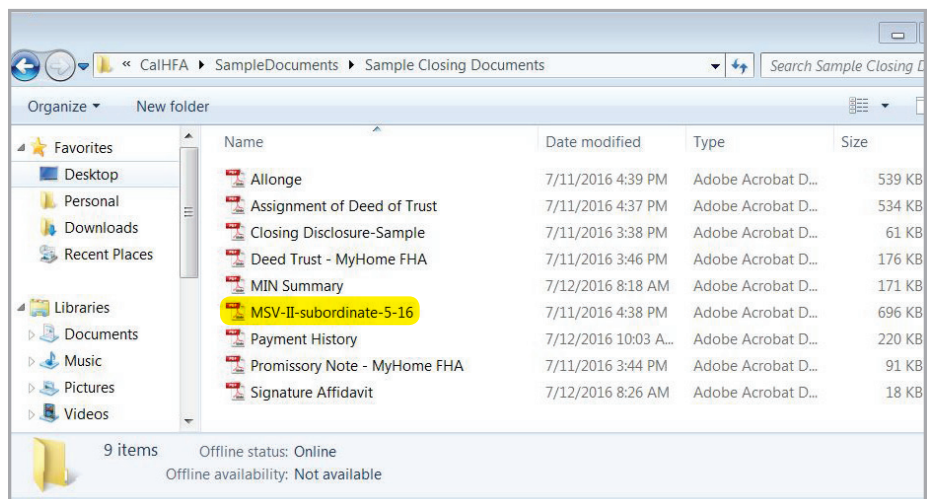 « CalHFA ▸ SampleDocuments ▸ Sample Closing Documents Search Sample Closing
Organize New folder
Name Date modified Type Size
Favorites
Desktop
Personal
Downloads
Recent Places
Libraries
Documents
Music
Pictures
Videos
Allonge 7/11/2016 4:39 PM Adobe Acrobat D... 539 KB
Assignment of Deed of Trust 7/11/2016 4:37 PM Adobe Acrobat D... 534 KB
Closing Disclosure-Sample 7/11/2016 3:38 PM Adobe Acrobat D... 61 KB
Deed Trust - MyHome FHA 7/11/2016 3:46 PM Adobe Acrobat D... 176 KB
MIN Summary 7/12/2016 8:18 AM Adobe Acrobat D... 171 KB
MSV-II-subordinate-5-16 7/11/2016 4:38 PM Adobe Acrobat D... 696 KB
Payment History 7/12/2016 10:03 A... Adobe Acrobat D... 220 KB
Promissory Note - MyHome FHA 7/11/2016 3:44 PM Adobe Acrobat D... 91 KB
Signature Affidavit 7/12/2016 8:26 AM Adobe Acrobat D... 18 KB
9 items Offline status: Online
Offline availability: Not available